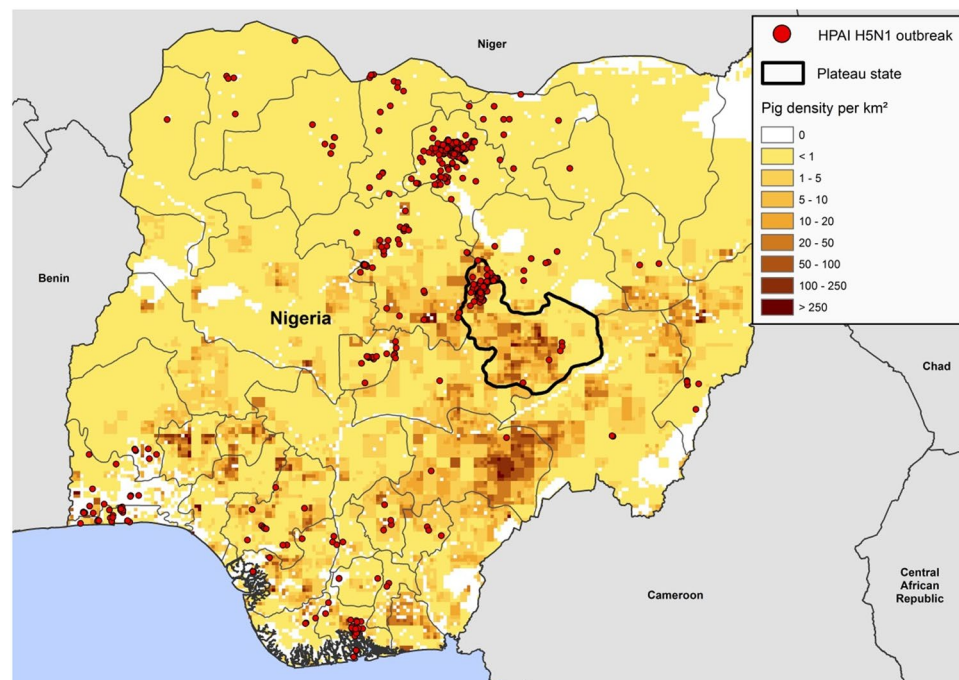 Niger
HPAI H5N1 outbreak
Plateau state
Pig density per km²
0
< 1
1 - 5
5 - 10
10 - 20
20 - 50
50 - 100
100 - 250
> 250
Benin
Nigeria
Chad
Cameroon
Central
African
Republic